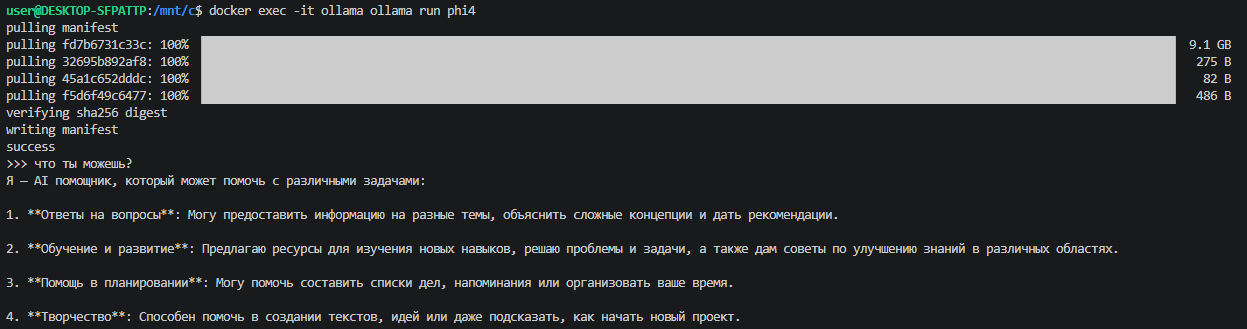 user@DESKTOP-SFPATTP:/mnt/c$ docker exec -it ollama ollama run phi4
pulling manifest
pulling fd7b6731c33c: 100% 9.1 GB
pulling 32695b892af8: 100% 275 B
pulling 45a1c652dddc: 100% 82 B
pulling f5d6f49c6477: 100% 486 B
verifying sha256 digest
writing manifest
success
>>> что ты можешь?
Я — AI помощник, который может помочь с различными задачами:
1. **Ответы на вопросы**: Могу предоставить информацию на разные темы, объяснить сложные концепции и дать рекомендации.
2. **Обучение и развитие**: Предлагаю ресурсы для изучения новых навыков, решаю проблемы и задачи, а также дам советы по улучшению знаний в различных областях.
3. **Помощь в планировании**: Могу помочь составить списки дел, напоминания или организовать ваше время.
4. **Творчество**: Способен помочь в создании текстов, идей или даже подсказать, как начать новый проект.